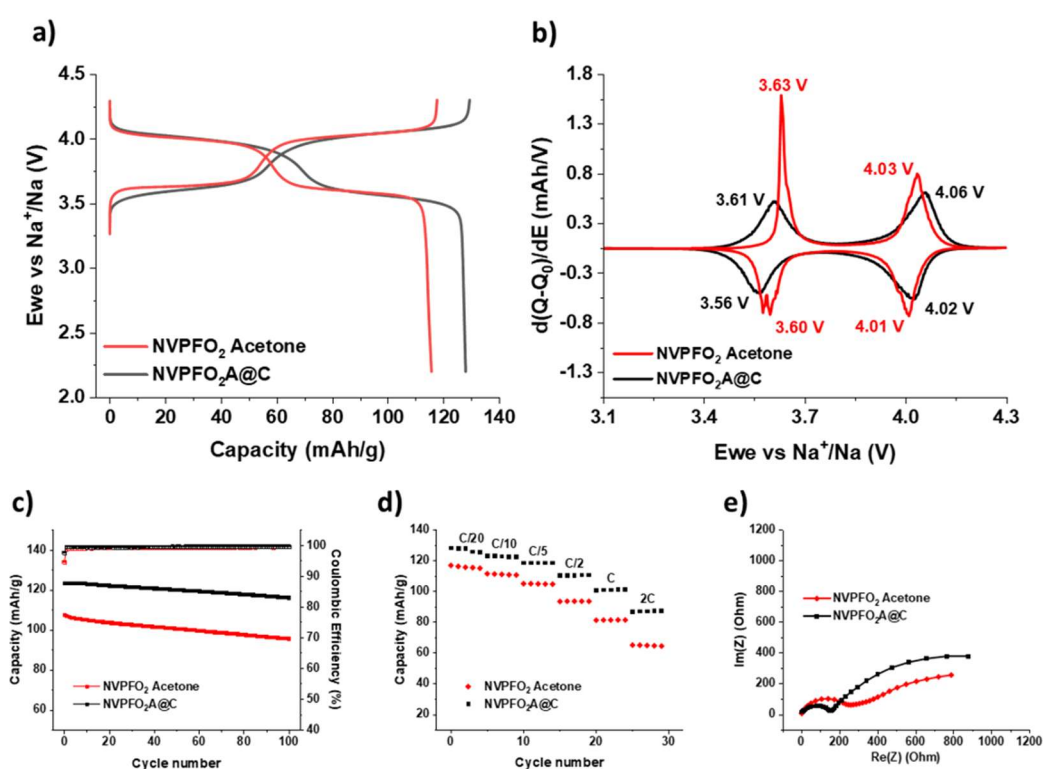 a)
4.5
4.0
3.5
3.0
2.5
2.0
Ewe vs Na⁺/Na (V)
NVPFO₂ Acetone
NVPFO₂A@C
0 20 40 60 80 100 120 140
Capacity (mAh/g)
b)
1.8
1.3
0.8
0.3
-0.3
-0.8
-1.3
d(Q-Q₀)/dE (mAh/V)
3.63 V
4.03 V
3.61 V
4.06 V
3.56 V
3.60 V
4.01 V
4.02 V
NVPFO₂ Acetone
NVPFO₂A@C
3.1 3.4 3.7 4.0 4.3
Ewe vs Na⁺/Na (V)
c)
140
120
100
80
60
Capacity (mAh/g)
100
90
80
70
60
50
40
Coulombic Efficiency (%)
NVPFO₂ Acetone
NVPFO₂A@C
0 20 40 60 80 100
Cycle number
d)
140
120
100
80
60
40
20
0
Capacity (mAh/g)
C/20
C/10
C/5
C/2
C
2C
NVPFO₂ Acetone
NVPFO₂A@C
0 10 20 30
Cycle number
e)
1200
1000
800
600
400
200
0
Im(Z) (Ohm)
NVPFO₂ Acetone
NVPFO₂A@C
0 200 400 600 800 1000 1200
Re(Z) (Ohm)